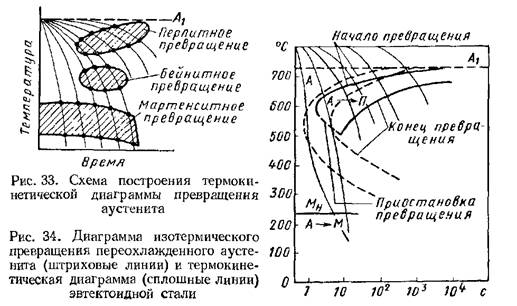 Температура
A₁
Перлитное
превращение
Бейнитное
превращение
Мартенситное
превращение
Время
Рис. 33. Схема построения термоки-
нетической диаграммы превращения
аустенита
Рис. 34. Диаграмма изотермического
превращения переохлажденного аусте-
нита (штриховые линии) и термокине-
тическая диаграмма (сплошные линии)
эвтектоидной стали
Начало превращения
°C
A₁
700
600
500
400
300
200
100
0
А
А→П
Конец превра-
щения
Приостановка
превращения
Mн
А→М
1
10
10²
10³
10⁴ с